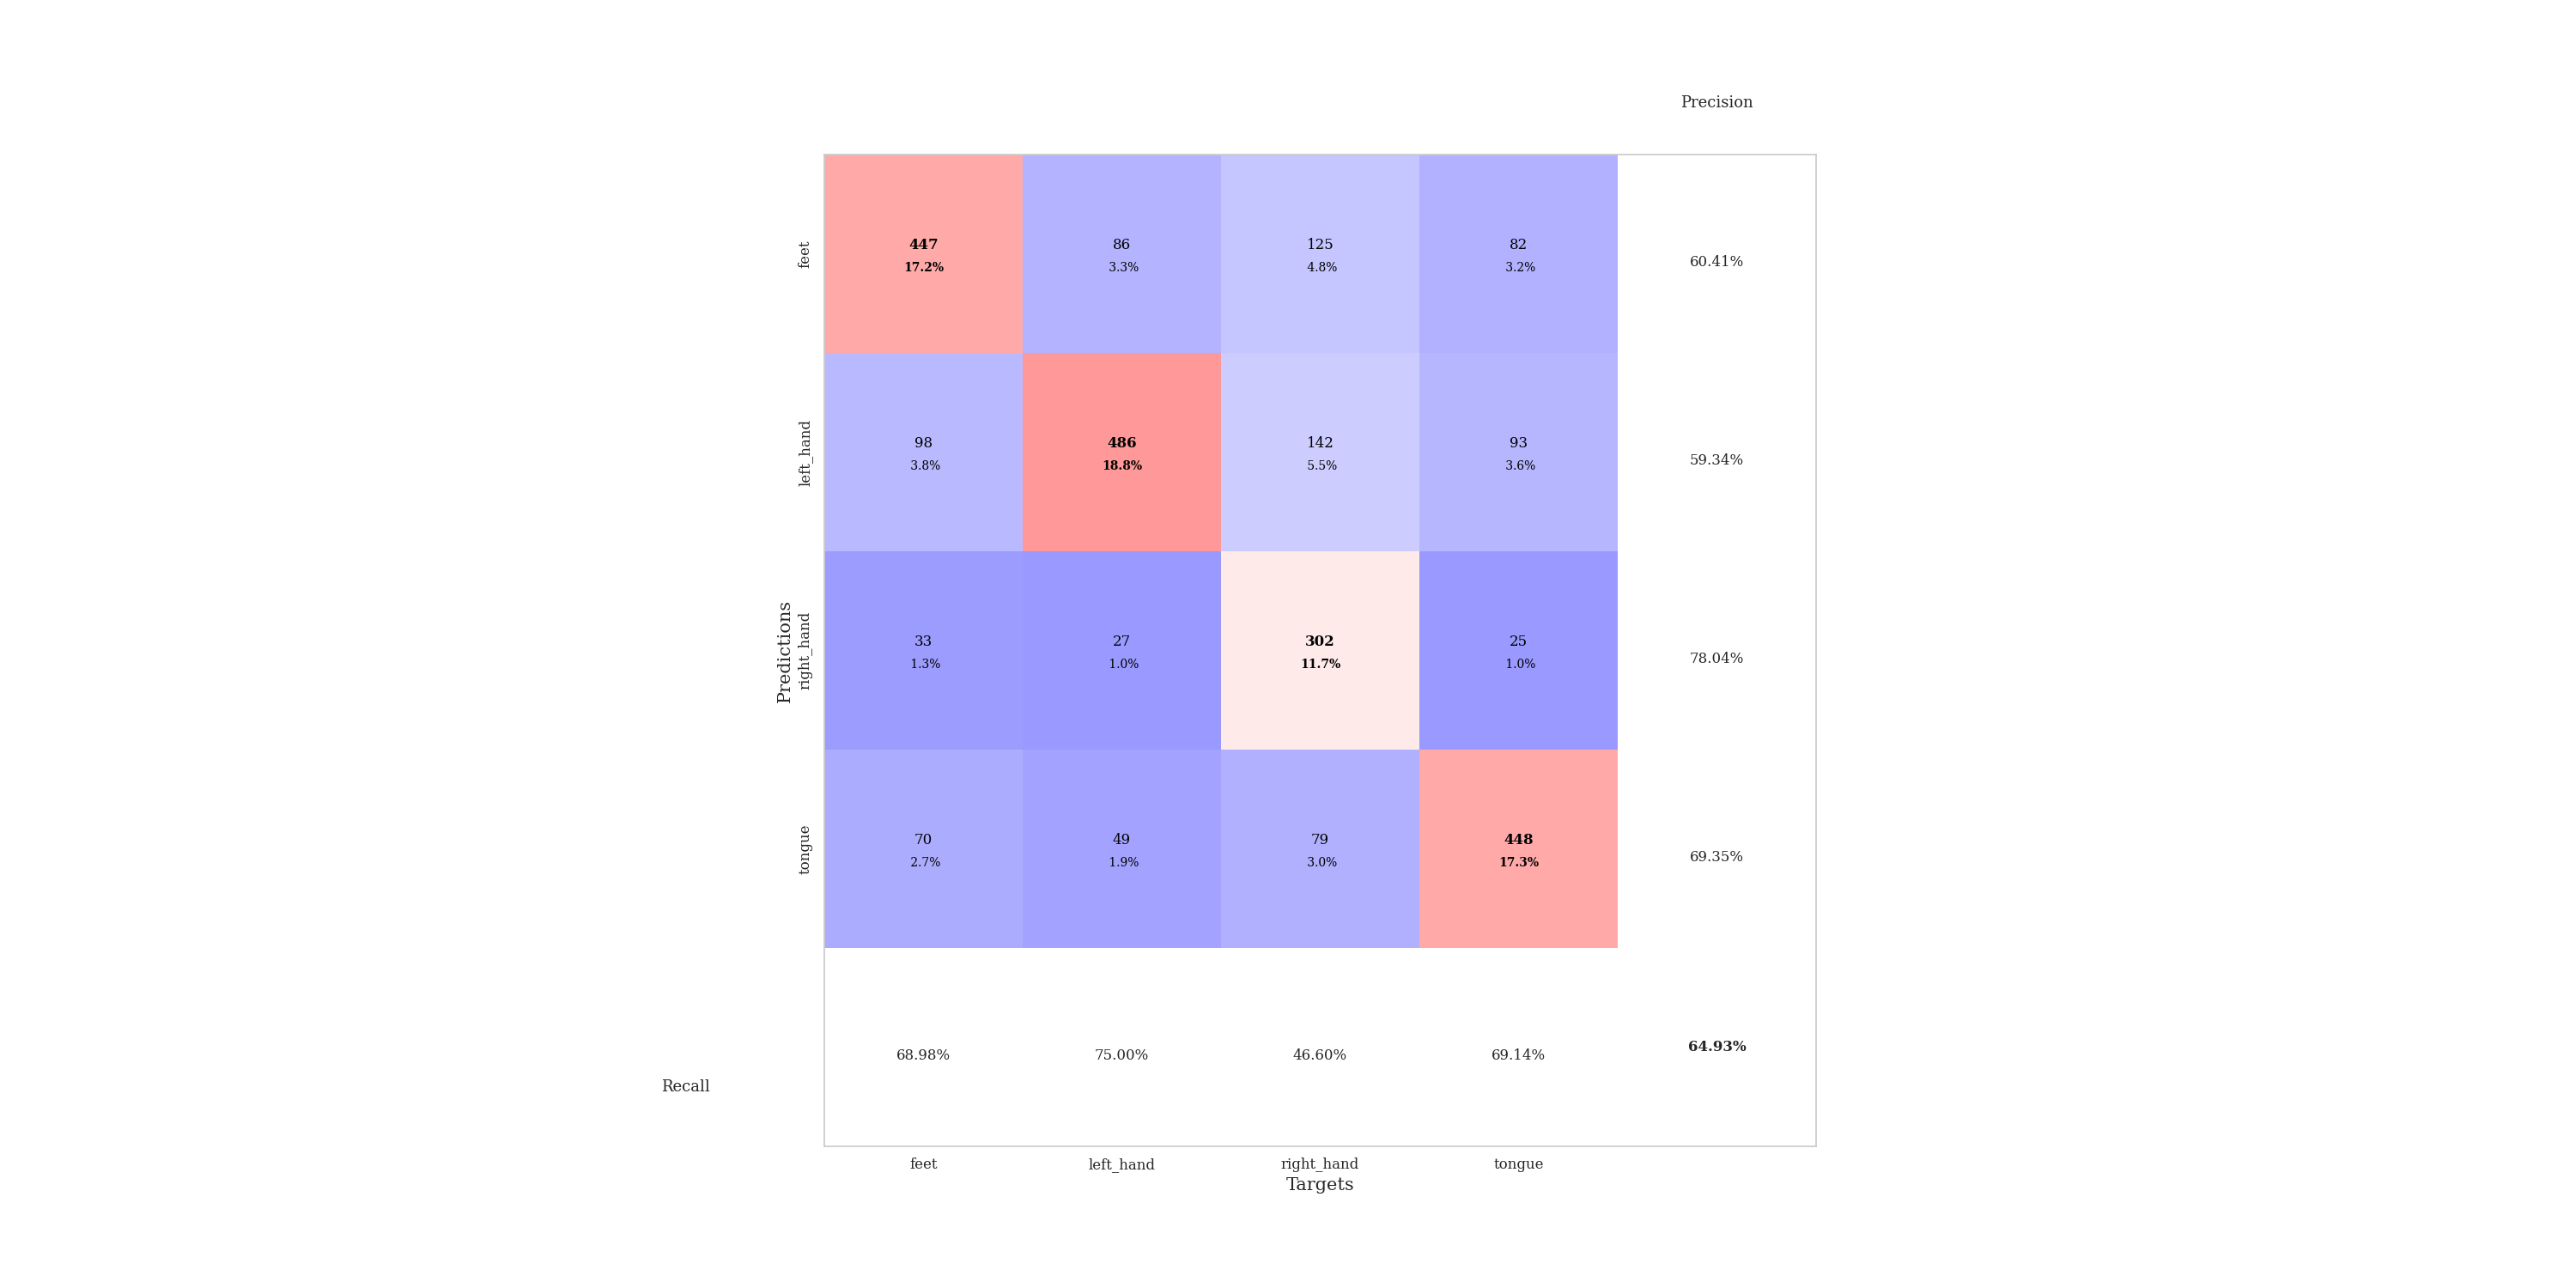 Precision
447 86 125 82
17.2% 3.3% 4.8% 3.2%
feet 60.41%
98 486 142 93
3.8% 18.8% 5.5% 3.6%
left_hand 59.34%
33 27 302 25
1.3% 1.0% 11.7% 1.0%
Predictions
right_hand 78.04%
70 49 79 448
2.7% 1.9% 3.0% 17.3%
tongue 69.35%
68.98% 75.00% 46.60% 69.14% 64.93%
Recall
feet left_hand right_hand tongue
Targets